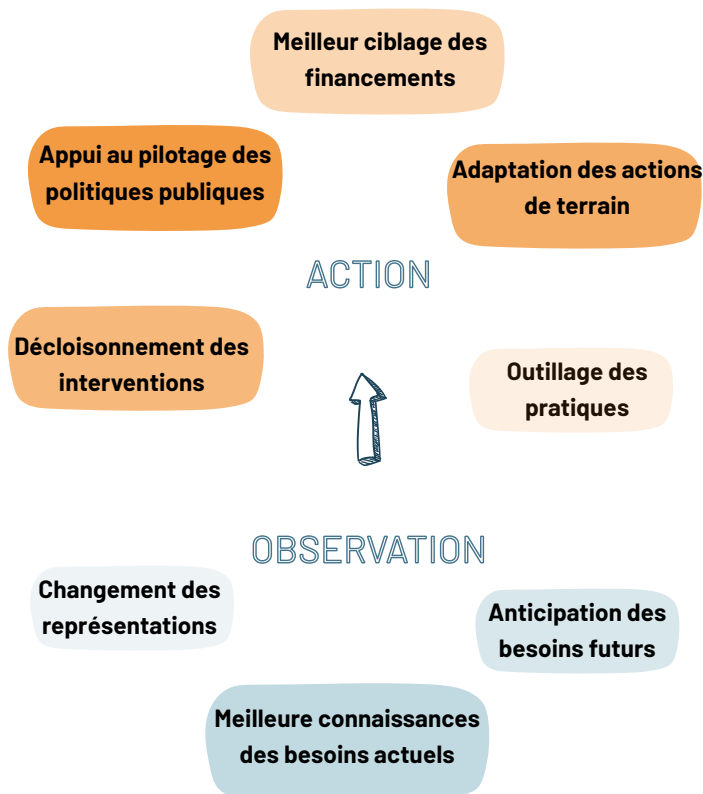 Meilleur ciblage des
financements
Appui au pilotage des
politiques publiques
Adaptation des actions
de terrain
ACTION
Décloisonnement des
interventions
Outillage des
pratiques
OBSERVATION
Changement des
représentations
Anticipation des
besoins futurs
Meilleure connaissances
des besoins actuels